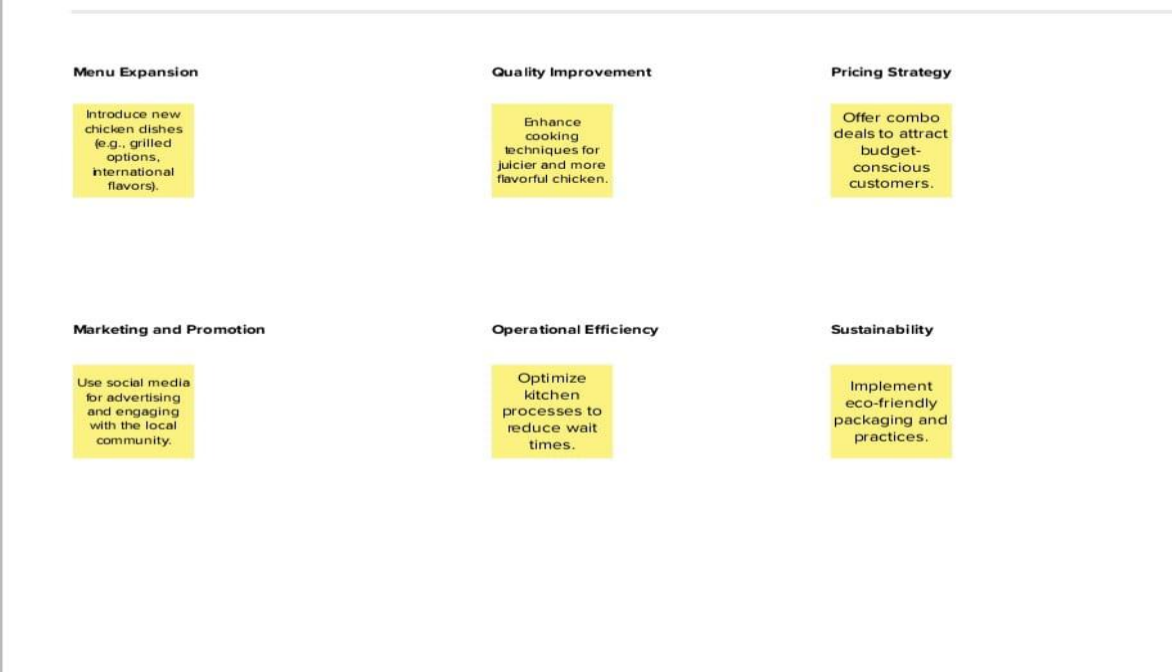 Menu Expansion
Introduce new
chicken dishes
(e.g., grilled
options,
international
flavors).
Quality Improvement
Enhance
cooking
techniques for
juicier and more
flavorful chicken.
Pricing Strategy
Offer combo
deals to attract
budget-
conscious
customers.
Marketing and Promotion
Use social media
for advertising
and engaging
with the local
community.
Operational Efficiency
Optimize
kitchen
processes to
reduce wait
times.
Sustainability
Implement
eco-friendly
packaging and
practices.